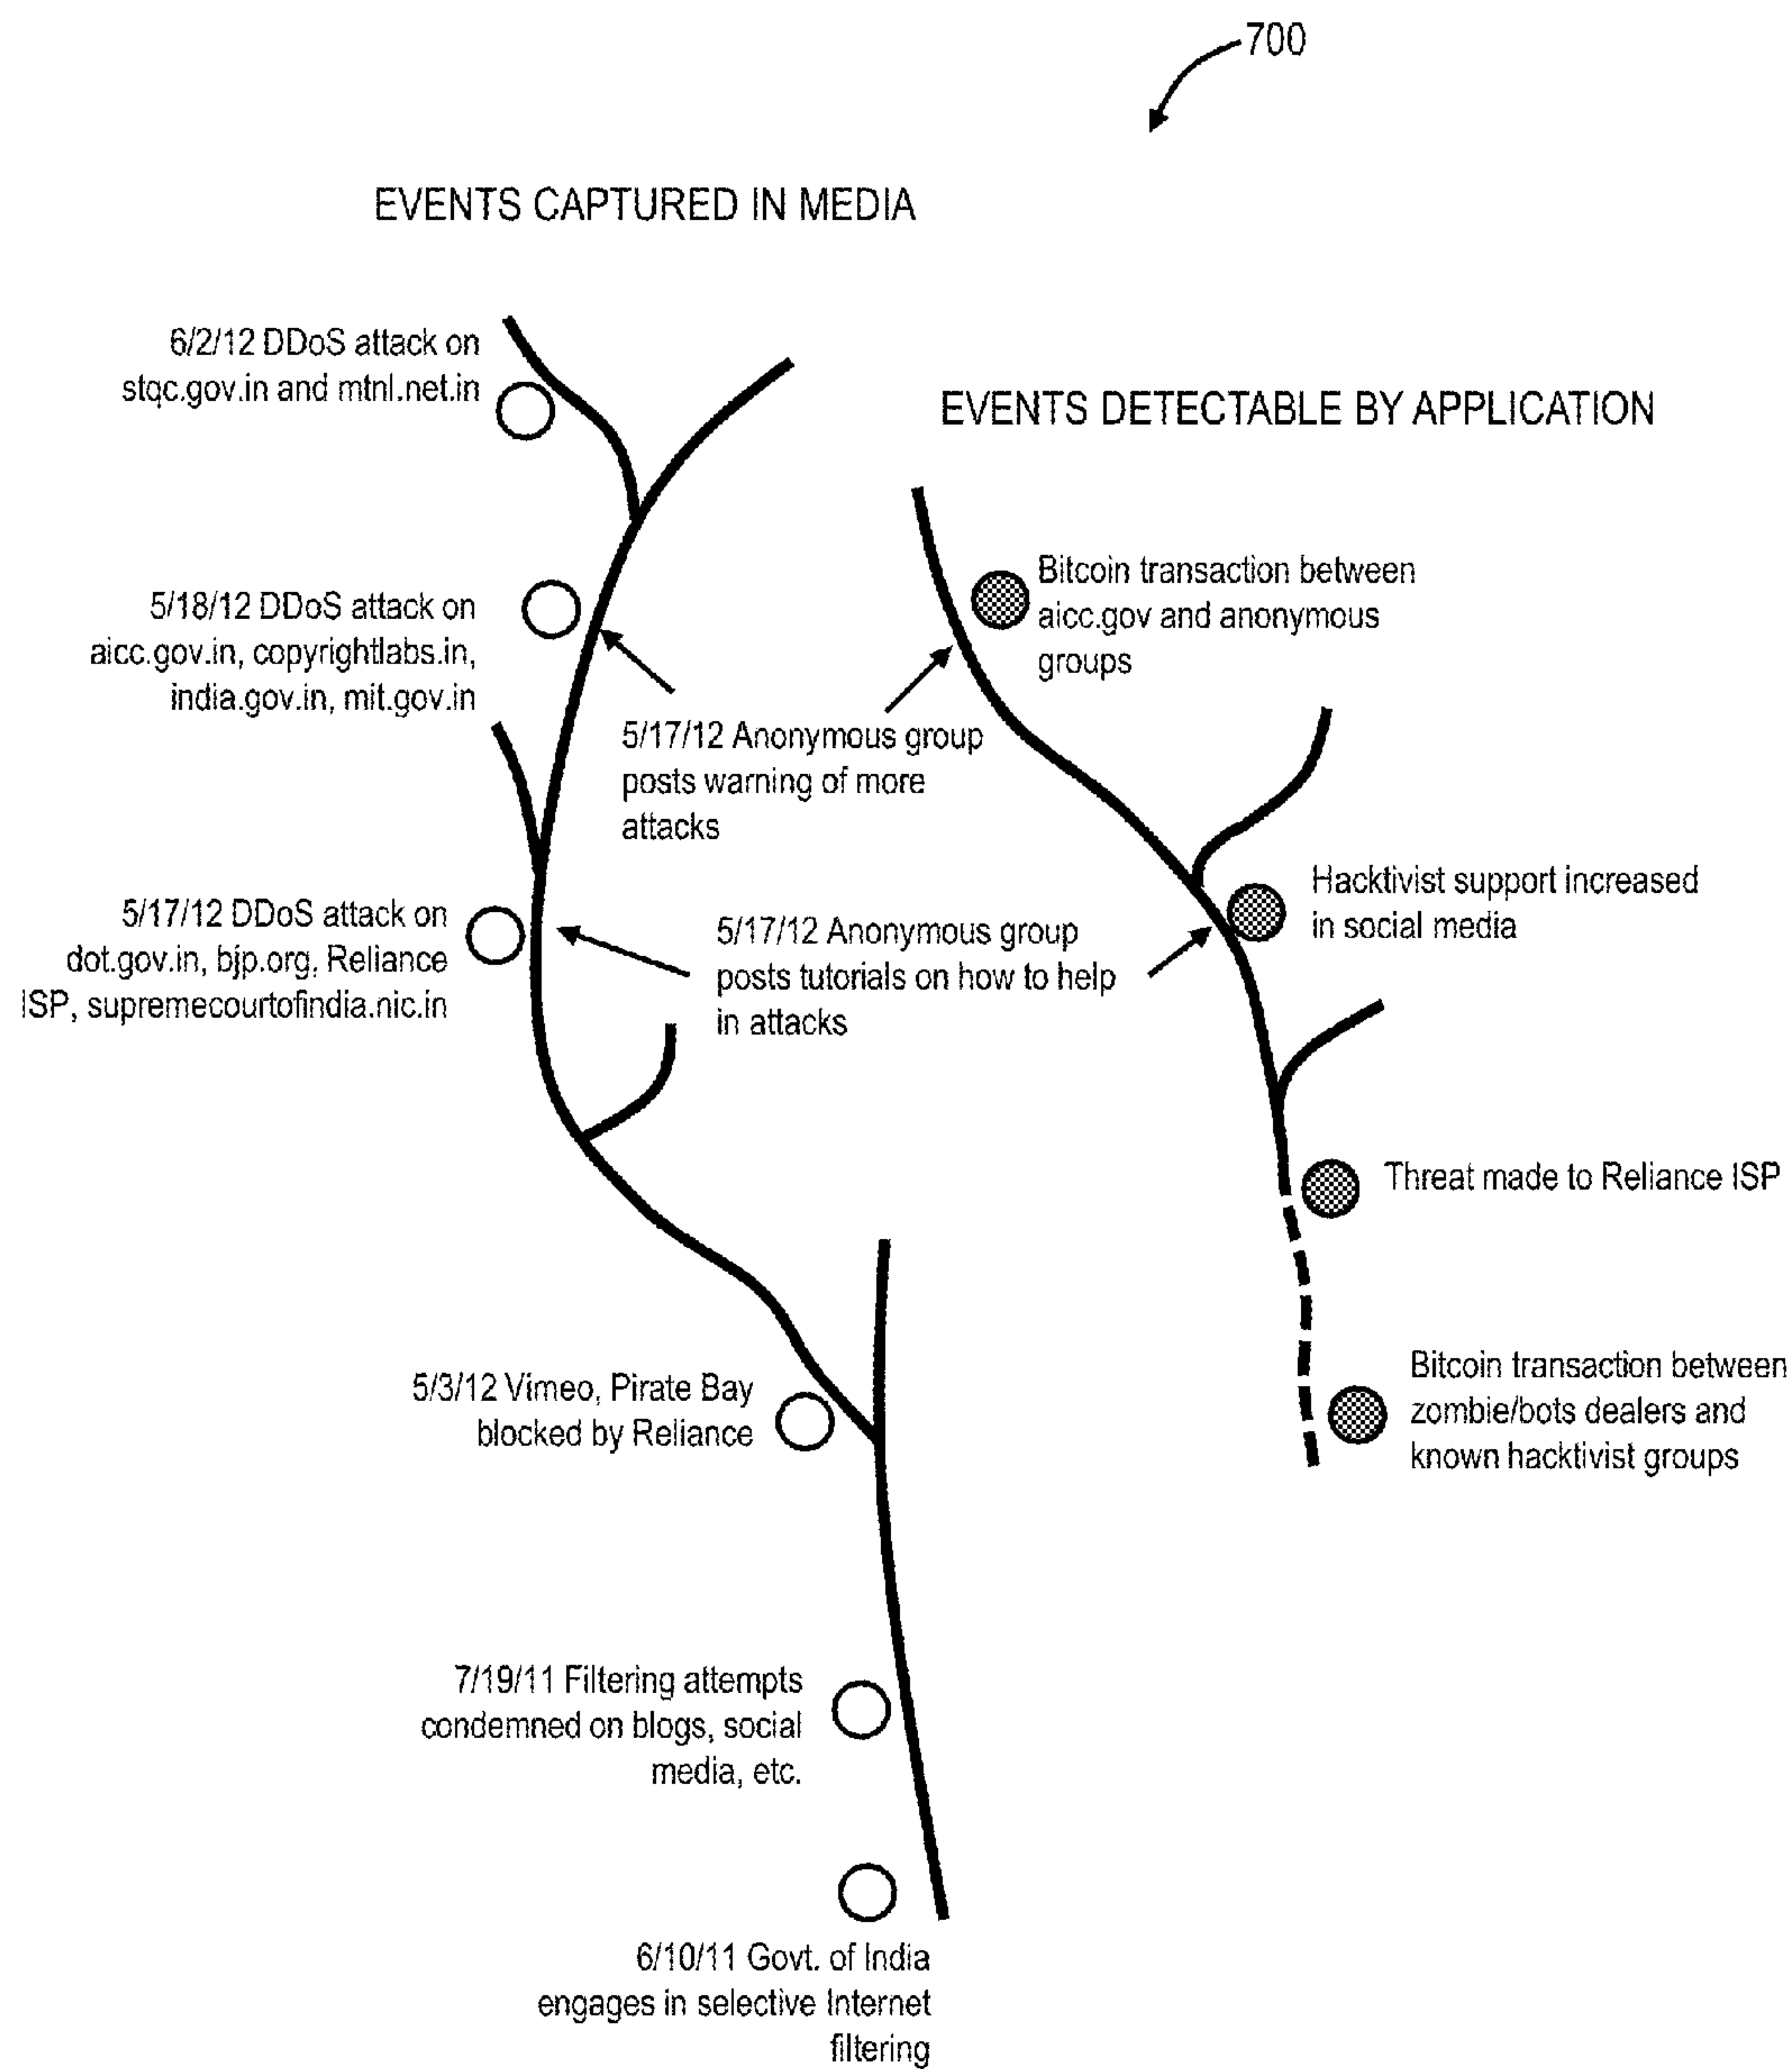 700
EVENTS CAPTURED IN MEDIA
6/2/12 DDoS attack on
stqc.gov.in and mtnl.net.in
EVENTS DETECTABLE BY APPLICATION
Bitcoin transaction between
aicc.gov and anonymous
groups
5/18/12 DDoS attack on
aicc.gov.in, copyrightlabs.in,
india.gov.in, mit.gov.in
5/17/12 Anonymous group
posts warning of more
attacks
Hacktivist support increased
in social media
5/17/12 DDoS attack on
dot.gov.in, bjp.org, Reliance
ISP, supremecourtofindia.nic.in
5/17/12 Anonymous group
posts tutorials on how to help
in attacks
Threat made to Reliance ISP
5/3/12 Vimeo, Pirate Bay
blocked by Reliance
Bitcoin transaction between
zombie/bots dealers and
known hacktivist groups
7/19/11 Filtering attempts
condemned on blogs, social
media, etc.
6/10/11 Govt. of India
engages in selective Internet
filtering